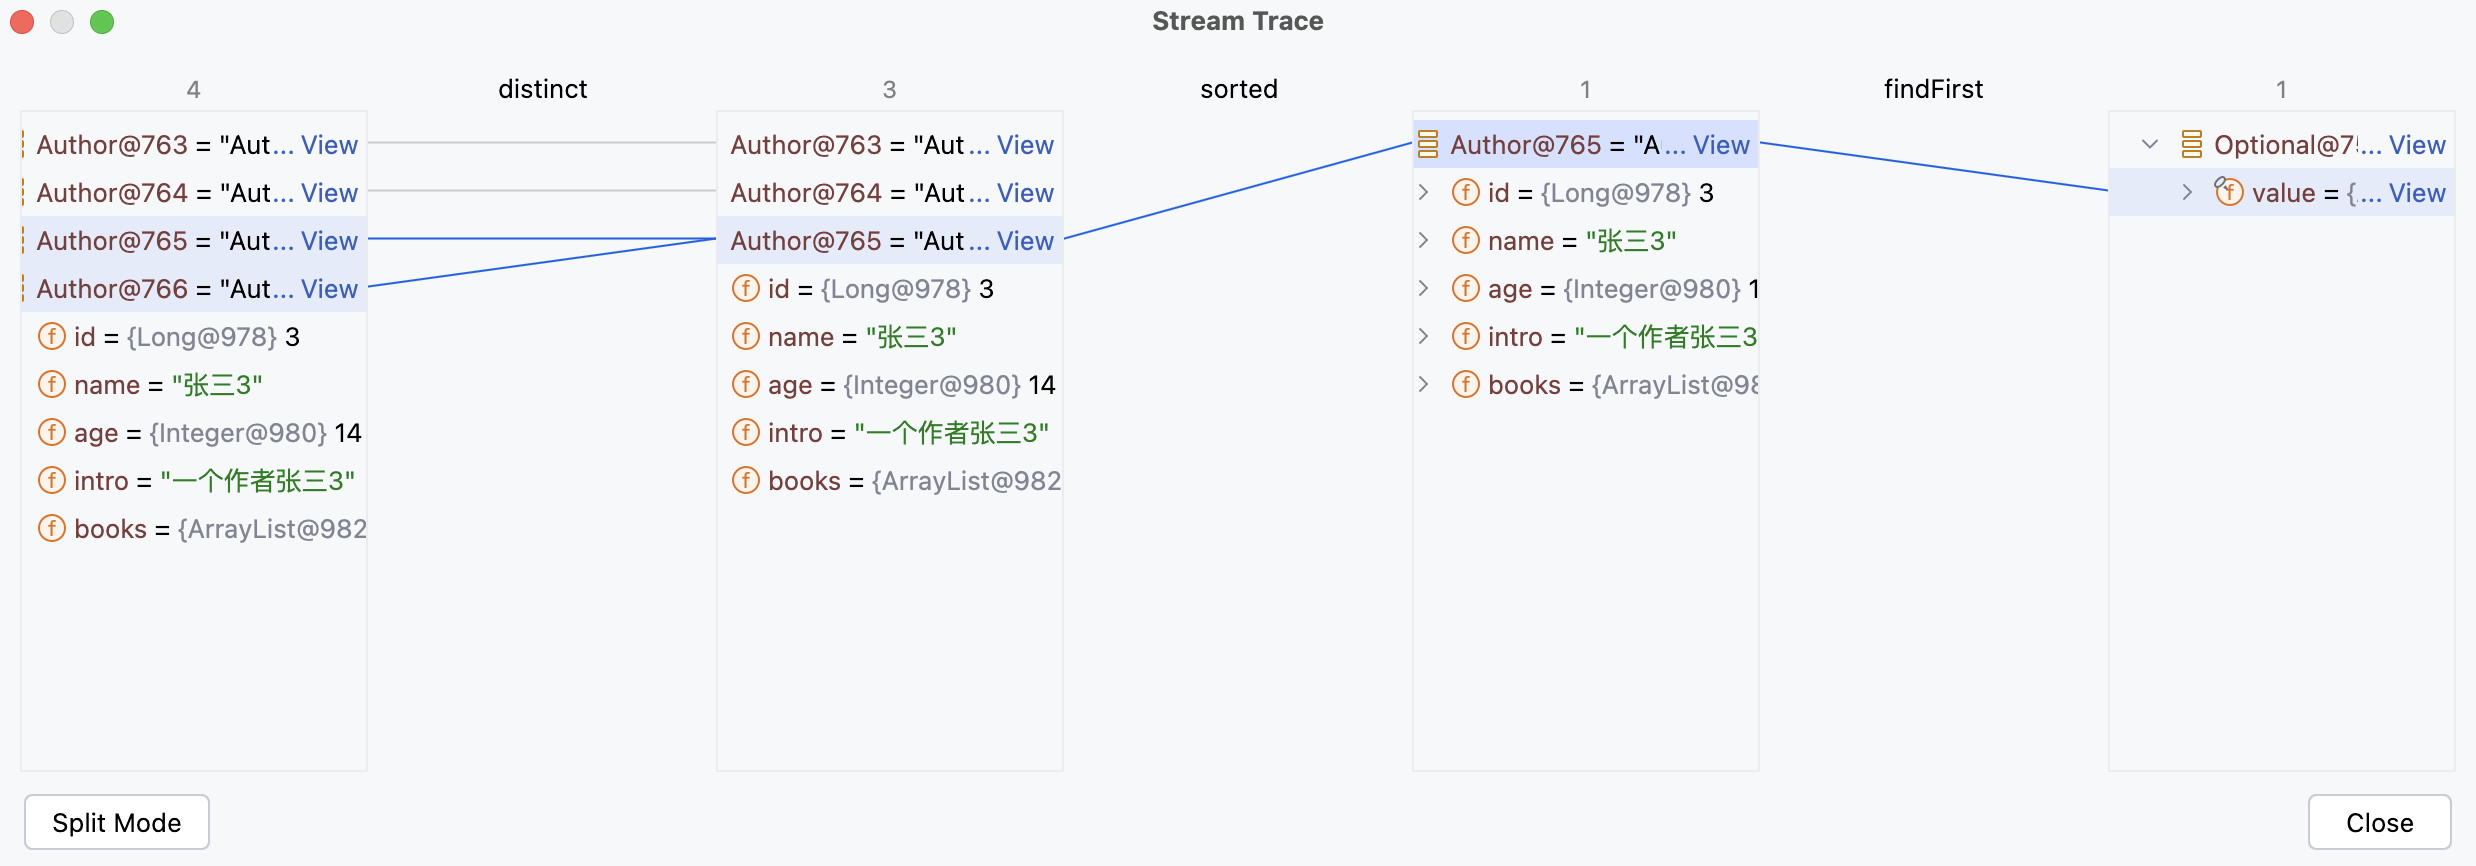 Stream Trace
4
distinct
3
sorted
1
findFirst
1
Author@763 = "Aut... View
Author@764 = "Aut... View
Author@765 = "Aut... View
Author@766 = "Aut... View
id = {Long@978} 3
name = "张三3"
age = {Integer@980} 14
intro = "一个作者张三3"
books = {ArrayList@982
Author@763 = "Aut... View
Author@764 = "Aut... View
Author@765 = "Aut... View
id = {Long@978} 3
name = "张三3"
age = {Integer@980} 14
intro = "一个作者张三3"
books = {ArrayList@982
Author@765 = "A... View
id = {Long@978} 3
name = "张三3"
age = {Integer@980} 1
intro = "一个作者张三3
books = {ArrayList@98
Optional@75... View
value = {... View
Split Mode
Close